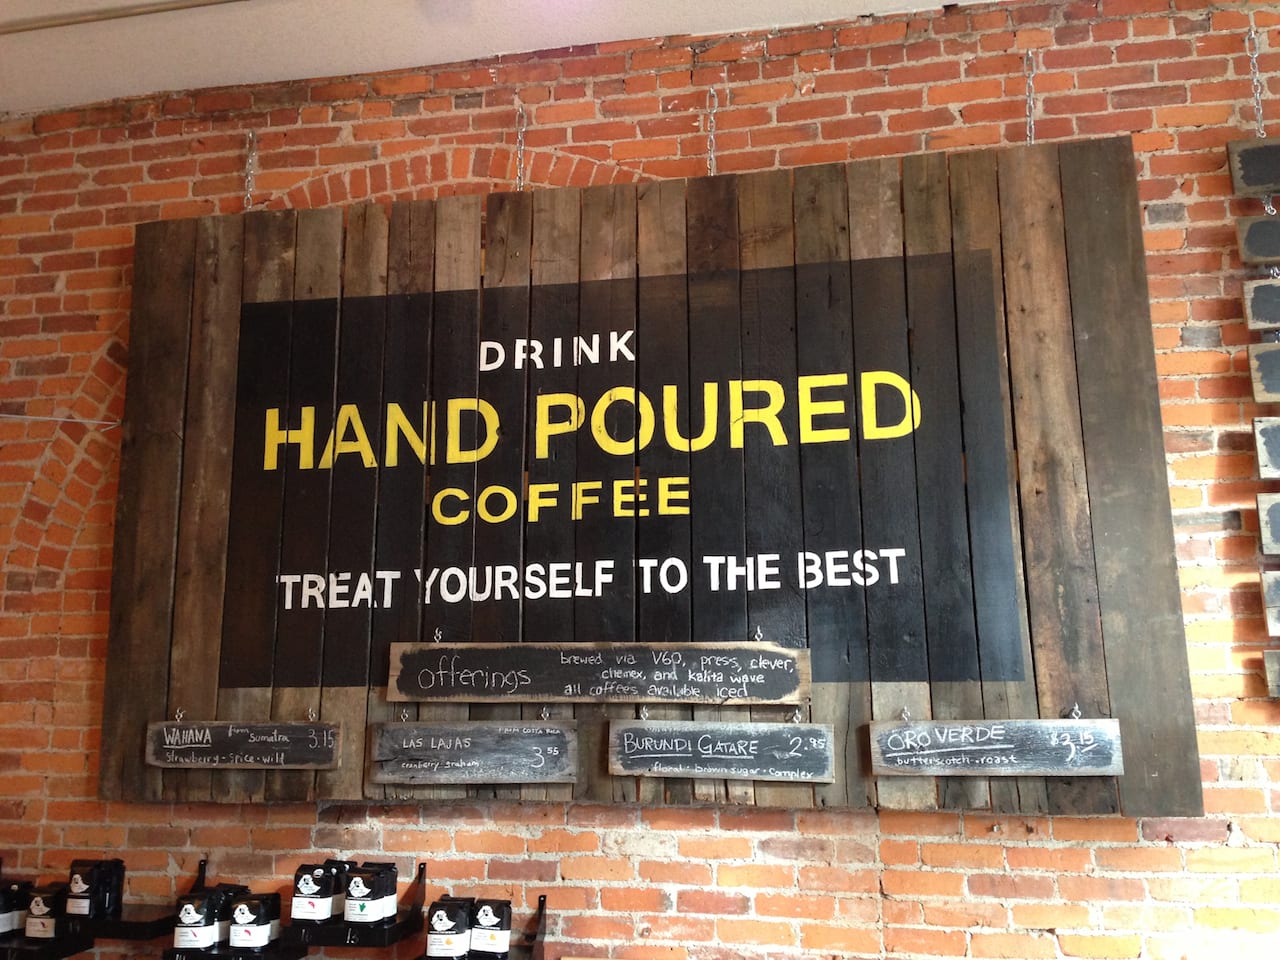 DRINK
HAND POURED
COFFEE
TREAT YOURSELF TO THE BEST
offerings
brewed via V60, press, clever,
chemex, and kalita wave
all coffees available iced
WAHANA from Sumatra 3.15
strawberry - spice - wild
LAS LAJAS FROM COSTA RICA 3.55
cranberry graham
BURUNDI GATARE 2.95
floral - brown sugar - complex
ORO VERDE $3.15
butterscotch - roast